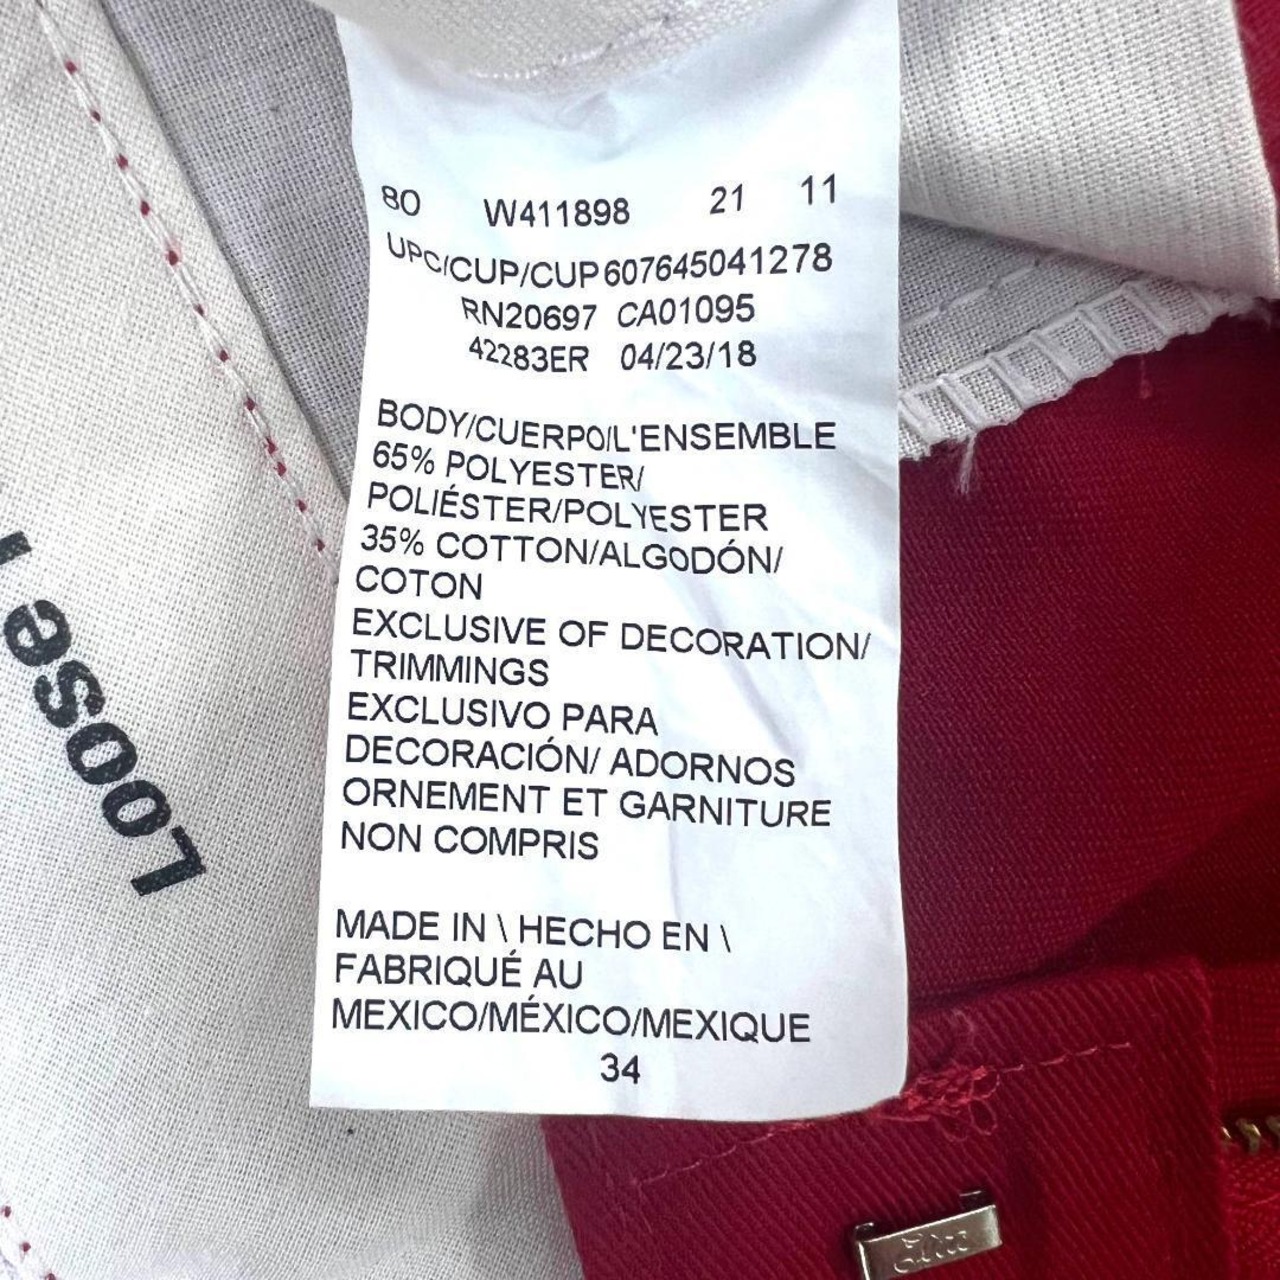 80 W411898 21 11
UPC/CUP/CUP607645041278
RN20697 CA01095
42283ER 04/23/18
BODY/CUERPO/L'ENSEMBLE
65% POLYESTER/
POLIÉSTER/POLYESTER
35% COTTON/ALGODÓN/
COTON
EXCLUSIVE OF DECORATION/
TRIMMINGS
EXCLUSIVO PARA
DECORACIÓN/ ADORNOS
ORNEMENT ET GARNITURE
NON COMPRIS
MADE IN \ HECHO EN \
FABRIQUÉ AU
MEXICO/MÉXICO/MEXIQUE
34
Loose